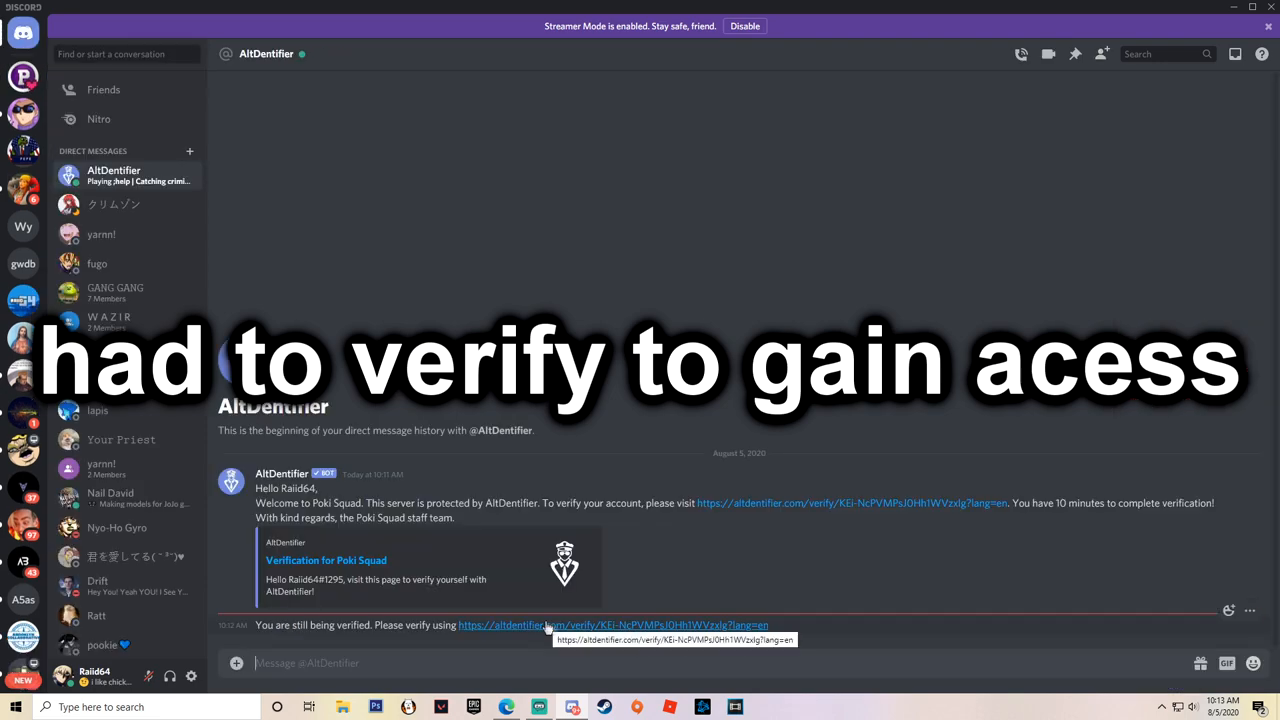 DISCORD
Streamer Mode is enabled. Stay safe, friend. Disable
Find or start a conversation
AltDentifier
Search
Friends
Nitro
DIRECT MESSAGES
AltDentifier
Playing ;help | Catching crimi...
クリムゾン
yarnn!
fugo
GANG GANG
7 Members
W A Z I R
2 Members
had to verify to gain acess
lapis
Your Priest
yarnn!
2 Members
Nail David
Making models for JoJo g...
Nyo-Ho Gyro
君を愛してる( ˘ ³˘)♥
Drift
Hey! Yeah YOU! I See Y...
Ratt
pookie💙
Raiid64
i like chick...
6
Wy
gwdb
1
37
97
43
A5as
NEW
AltDentifier
This is the beginning of your direct message history with @AltDentifier.
August 5, 2020
AltDentifier BOT Today at 10:11 AM
Hello Raiid64,
Welcome to Poki Squad. This server is protected by AltDentifier. To verify your account, please visit https://altdentifier.com/verify/KEi-NcPVMPsJ0Hh1WVzxlg?lang=en. You have 10 minutes to complete verification!
With kind regards, the Poki Squad staff team.
AltDentifier
Verification for Poki Squad
Hello Raiid64#1295, visit this page to verify yourself with
AltDentifier!
10:12 AM You are still being verified. Please verify using https://altdentifier.com/verify/KEi-NcPVMPsJ0Hh1WVzxlg?lang=en
https://altdentifier.com/verify/KEi-NcPVMPsJ0Hh1WVzxlg?lang=en
Message @AltDentifier
GIF
Type here to search
10:13 AM
8/5/2020
2